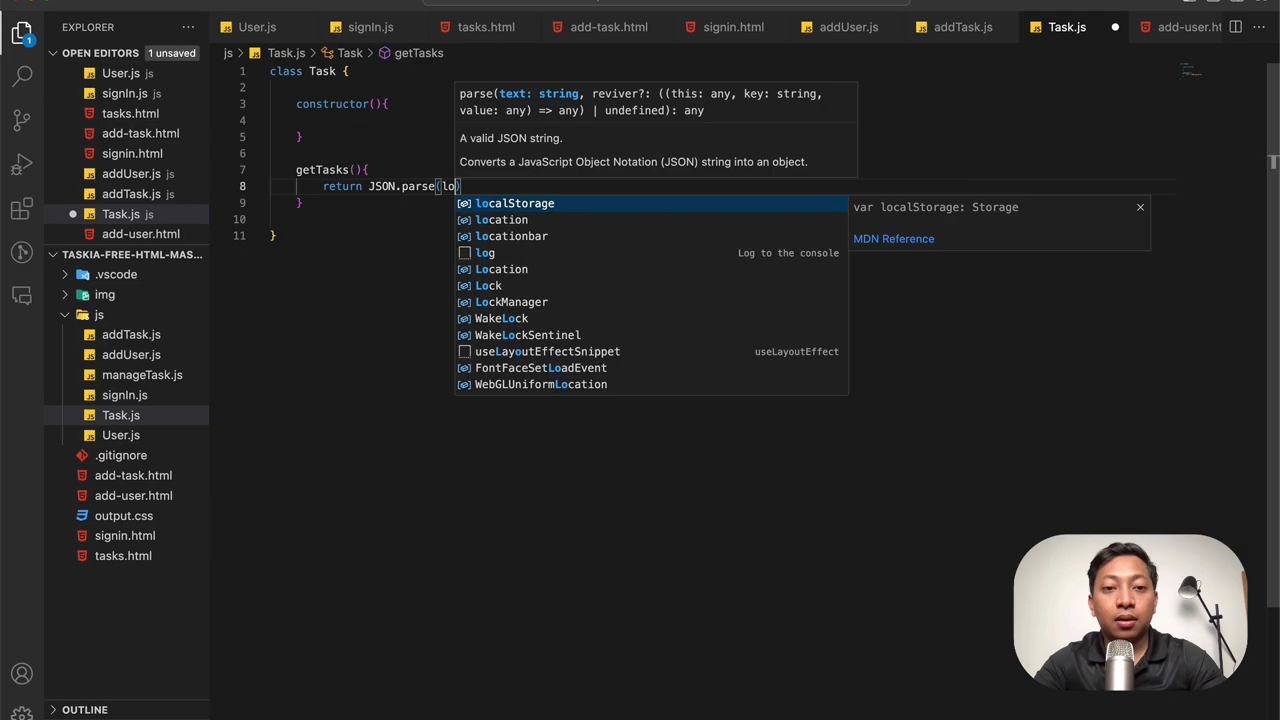 EXPLORER
User.js
signIn.js
tasks.html
add-task.html
signin.html
addUser.js
addTask.js
Task.js
add-user.html
OPEN EDITORS
1 unsaved
User.js js
signIn.js js
tasks.html
add-task.html
signin.html
addUser.js js
addTask.js js
Task.js js
add-user.html
TASKIA-FREE-HTML-MAS...
.vscode
img
js
addTask.js
addUser.js
manageTask.js
signIn.js
Task.js
User.js
.gitignore
add-task.html
add-user.html
output.css
signin.html
tasks.html
OUTLINE
1
js > Task.js > Task > getTasks
1 class Task {
2
3 constructor(){
4
5 }
6
7 getTasks(){
8 return JSON.parse(lo)
9 }
10
11 }
parse(text: string, reviver?: ((this: any, key: string,
value: any) => any) | undefined): any
A valid JSON string.
Converts a JavaScript Object Notation (JSON) string into an object.
localStorage
location
locationbar
log Log to the console
Location
Lock
LockManager
WakeLock
WakeLockSentinel
useLayoutEffectSnippet useLayoutEffect
FontFaceSetLoadEvent
WebGLUniformLocation
var localStorage: Storage
MDN Reference